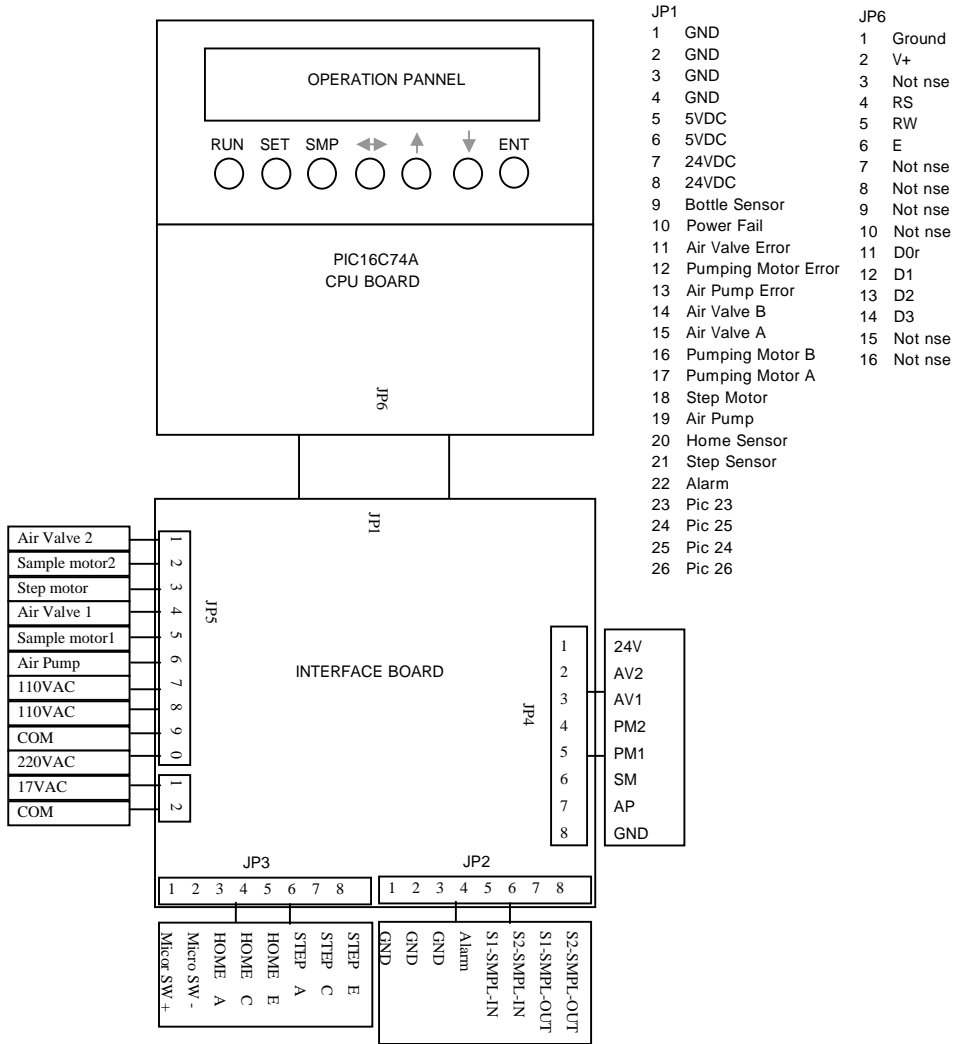 OPERATION PANNEL
RUN SET SMP ENT
PIC16C74A
CPU BOARD
JP6
JP1
1 GND
2 GND
3 GND
4 GND
5 5VDC
6 5VDC
7 24VDC
8 24VDC
9 Bottle Sensor
10 Power Fail
11 Air Valve Error
12 Pumping Motor Error
13 Air Pump Error
14 Air Valve B
15 Air Valve A
16 Pumping Motor B
17 Pumping Motor A
18 Step Motor
19 Air Pump
20 Home Sensor
21 Step Sensor
22 Alarm
23 Pic 23
24 Pic 25
25 Pic 24
26 Pic 26
JP6
1 Ground
2 V+
3 Not nse
4 RS
5 RW
6 E
7 Not nse
8 Not nse
9 Not nse
10 Not nse
11 D0r
12 D1
13 D2
14 D3
15 Not nse
16 Not nse
JP1
INTERFACE BOARD
JP5
Air Valve 2 1
Sample motor2 2
Step motor 3
Air Valve 1 4
Sample motor1 5
Air Pump 6
110VAC 7
110VAC 8
COM 9
220VAC 0
17VAC 1
COM 2
JP4
1 24V
2 AV2
3 AV1
4 PM2
5 PM1
6 SM
7 AP
8 GND
JP3
1 2 3 4 5 6 7 8
Micor SW +
Micro SW -
HOME A
HOME C
HOME E
STEP A
STEP C
STEP E
JP2
1 2 3 4 5 6 7 8
GND
GND
GND
Alarm
S1-SMPL-IN
S2-SMPL-IN
S1-SMPL-OUT
S2-SMPL-OUT